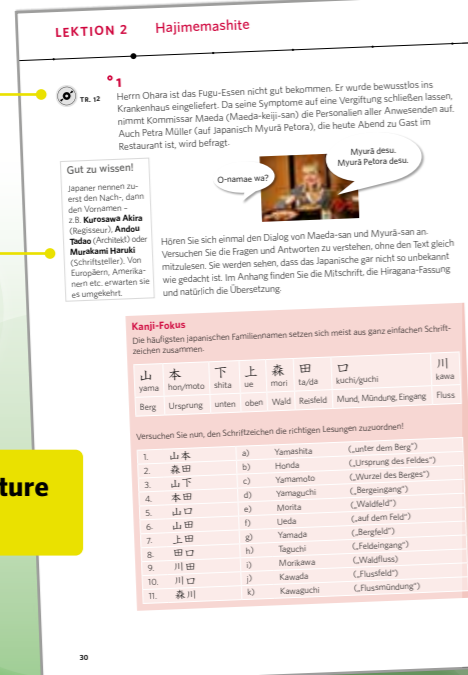 LEKTION 2 Hajimemashite
1
TR. 12
Herrn Ohara ist das Fugu-Essen nicht gut bekommen. Er wurde bewusstlos ins
Krankenhaus eingeliefert. Da seine Symptome auf eine Vergiftung schließen lassen,
nimmt Kommissar Maeda (Maeda-keiji-san) die Personalien aller Anwesenden auf.
Auch Petra Müller (auf Japanisch Myurā Petora), die heute Abend zu Gast im
Restaurant ist, wird befragt.
Gut zu wissen!
Japaner nennen zu-
erst den Nach-, dann
den Vornamen –
z.B. Kurosawa Akira
(Regisseur), Andou
Tadao (Architekt) oder
Murakami Haruki
(Schriftsteller). Von
Europäern, Amerika-
nern etc. erwarten sie
es umgekehrt.
O-namae wa?
Myurā desu.
Myurā Petora desu.
Hören Sie sich einmal den Dialog von Maeda-san und Myurā-san an.
Versuchen Sie die Fragen und Antworten zu verstehen, ohne den Text gleich
mitzulesen. Sie werden sehen, dass das Japanische gar nicht so unbekannt
wie gedacht ist. Im Anhang finden Sie die Mitschrift, die Hiragana-Fassung
und natürlich die Übersetzung.
Kanji-Fokus
Die häufigsten japanischen Familiennamen setzen sich meist aus ganz einfachen Schrift-
zeichen zusammen.
山 本 下 上 森 田 口 川
yama hon/moto shita ue mori ta/da kuchi/guchi kawa
Berg Ursprung unten oben Wald Reisfeld Mund, Mündung, Eingang Fluss
Versuchen Sie nun, den Schriftzeichen die richtigen Lesungen zuzuordnen!
1. 山本 a) Yamashita („unter dem Berg“)
2. 森田 b) Honda („Ursprung des Feldes“)
3. 山下 c) Yamamoto („Wurzel des Berges“)
4. 本田 d) Yamaguchi („Bergeingang“)
5. 山口 e) Morita („Waldfeld“)
6. 山田 f) Ueda („auf dem Feld“)
7. 上田 g) Yamada („Bergfeld“)
8. 田口 h) Taguchi („Feldeingang“)
9. 川田 i) Morikawa („Waldfluss)
10. 川口 j) Kawada („Flussfeld“)
11. 森川 k) Kawaguchi („Flussmündung“)
30
ture